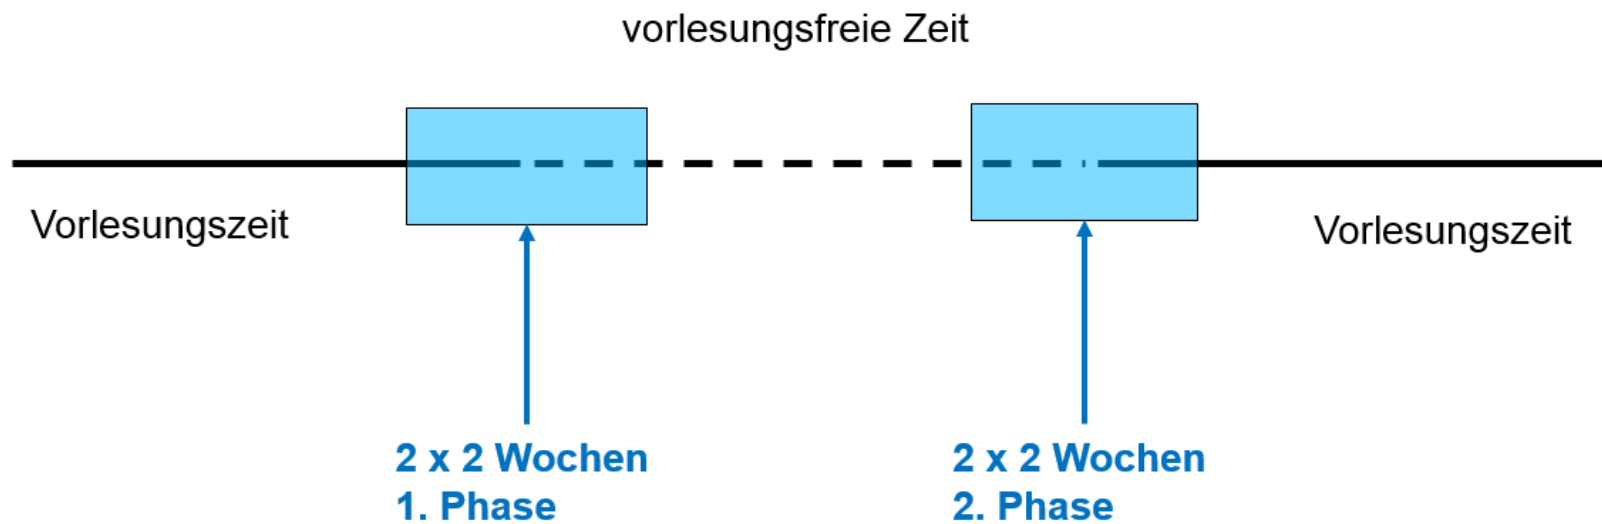 vorlesungsfreie Zeit
Vorlesungszeit
Vorlesungszeit
2 x 2 Wochen
1. Phase
2 x 2 Wochen
2. Phase